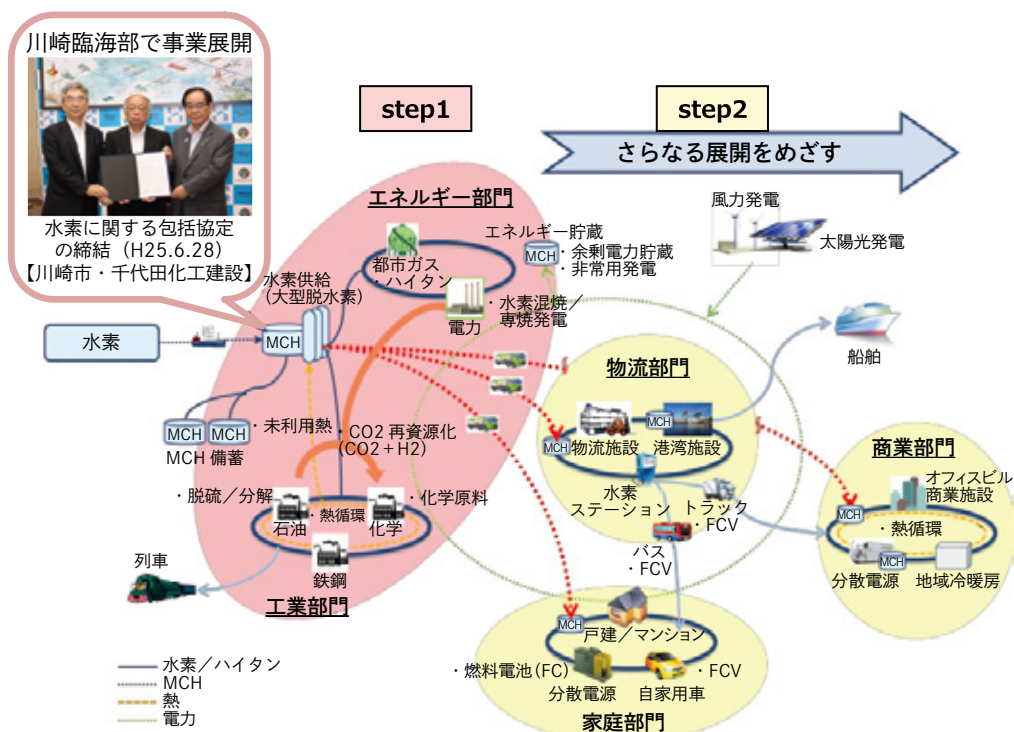 川崎臨海部で事業展開
水素に関する包括協定
の締結（H25.6.28）
【川崎市・千代田化工建設】
step1
step2
さらなる展開をめざす
エネルギー部門
都市ガス
・ハイタン
水素供給
(大型脱水素)
電力
・水素混焼／
専焼発電
エネルギー貯蔵
MCH
・余剰電力貯蔵
・非常用発電
風力発電
太陽光発電
水素
MCH
船舶
MCH
MCH
MCH 備蓄
・未利用熱
・CO2 再資源化
(CO2＋H2)
・脱硫／分解
石油
・熱循環
化学
・化学原料
鉄鋼
工業部門
列車
物流部門
MCH
物流施設
MCH
港湾施設
水素
ステーション
トラック
・FCV
バス
・FCV
商業部門
オフィスビル
商業施設
MCH
・熱循環
MCH
分散電源
地域冷暖房
MCH
戸建／マンション
・燃料電池(FC)
分散電源
・FCV
自家用車
家庭部門
水素／ハイタン
MCH
熱
電力